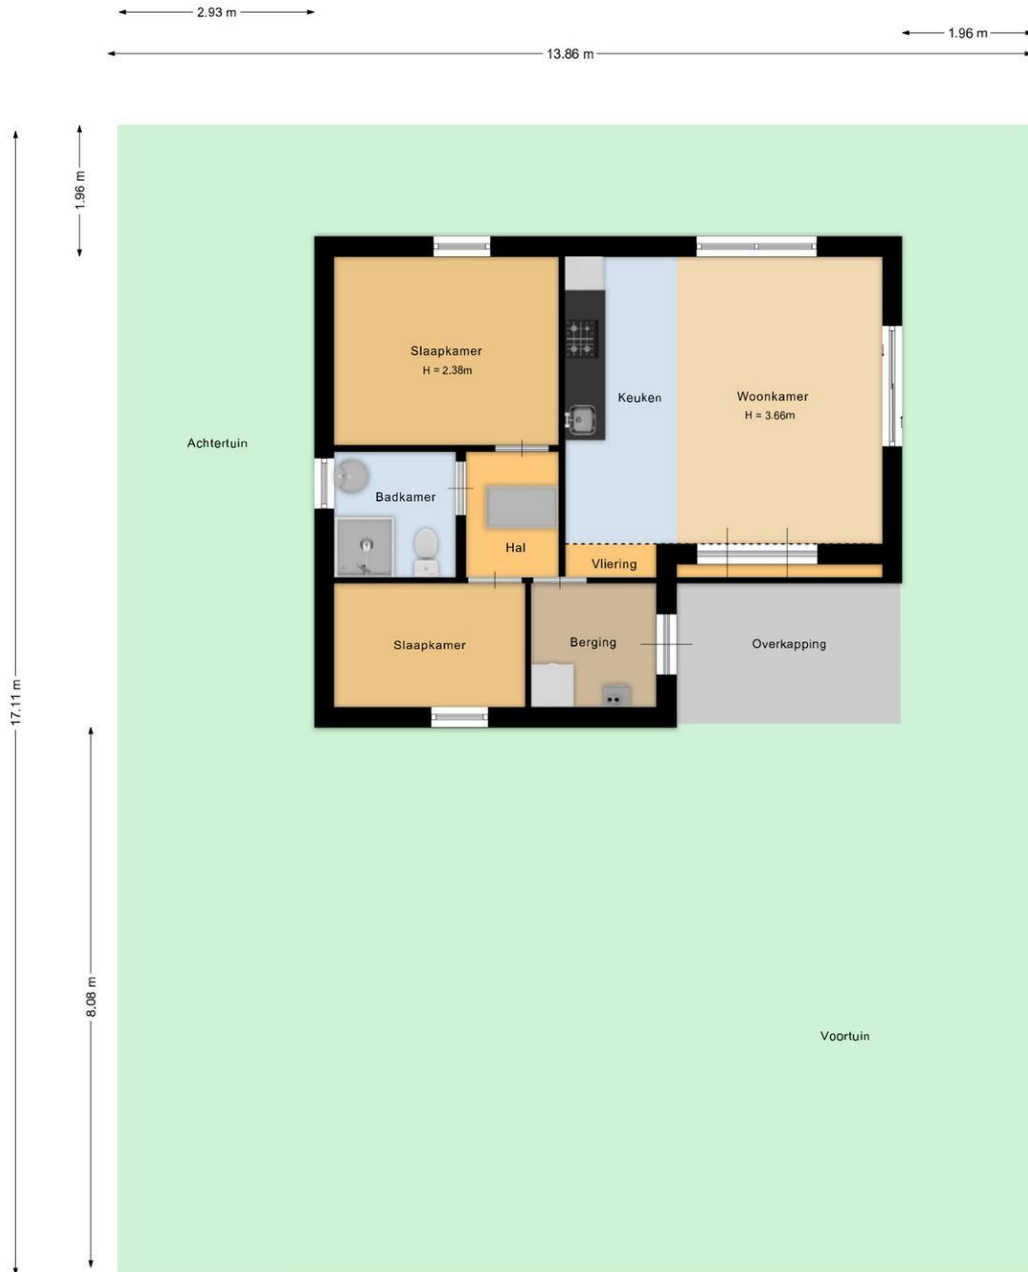 2.93 m
1.96 m
13.86 m
1.96 m
17.11 m
8.08 m
Slaapkamer
H = 2.38m
Keuken
Woonkamer
H = 3.66m
Achtertuin
Badkamer
Hal
Vliering
Slaapkamer
Berging
Overkapping
Voortuin